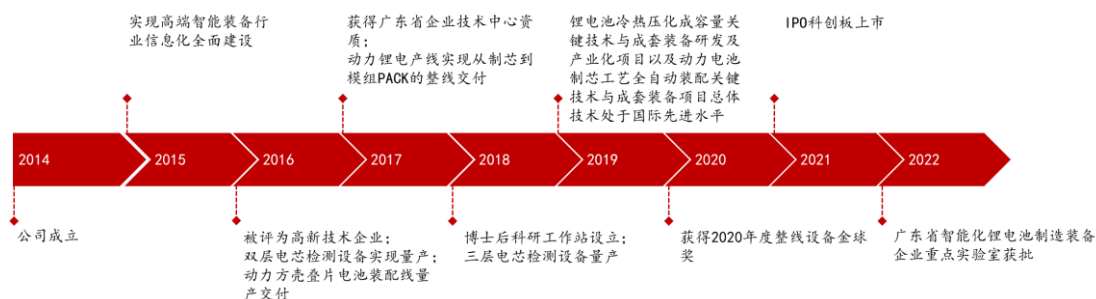 实现高端智能装备行
业信息化全面建设
获得广东省企业技术中心资
质；
动力锂电产线实现从制芯到
模组PACK的整线交付
锂电池冷热压化成容量关
键技术与成套装备研发及
产业化项目以及动力电池
制芯工艺全自动装配关键
技术与成套装备项目总体
技术处于国际先进水平
IPO科创板上市
2014
2015
2016
2017
2018
2019
2020
2021
2022
公司成立
被评为高新技术企业；
双层电芯检测设备实现量产；
动力方壳叠片电池装配线量
产交付
博士后科研工作站设立；
三层电芯检测设备量产
获得2020年度整线设备金球
奖
广东省智能化锂电池制造装备
企业重点实验室获批